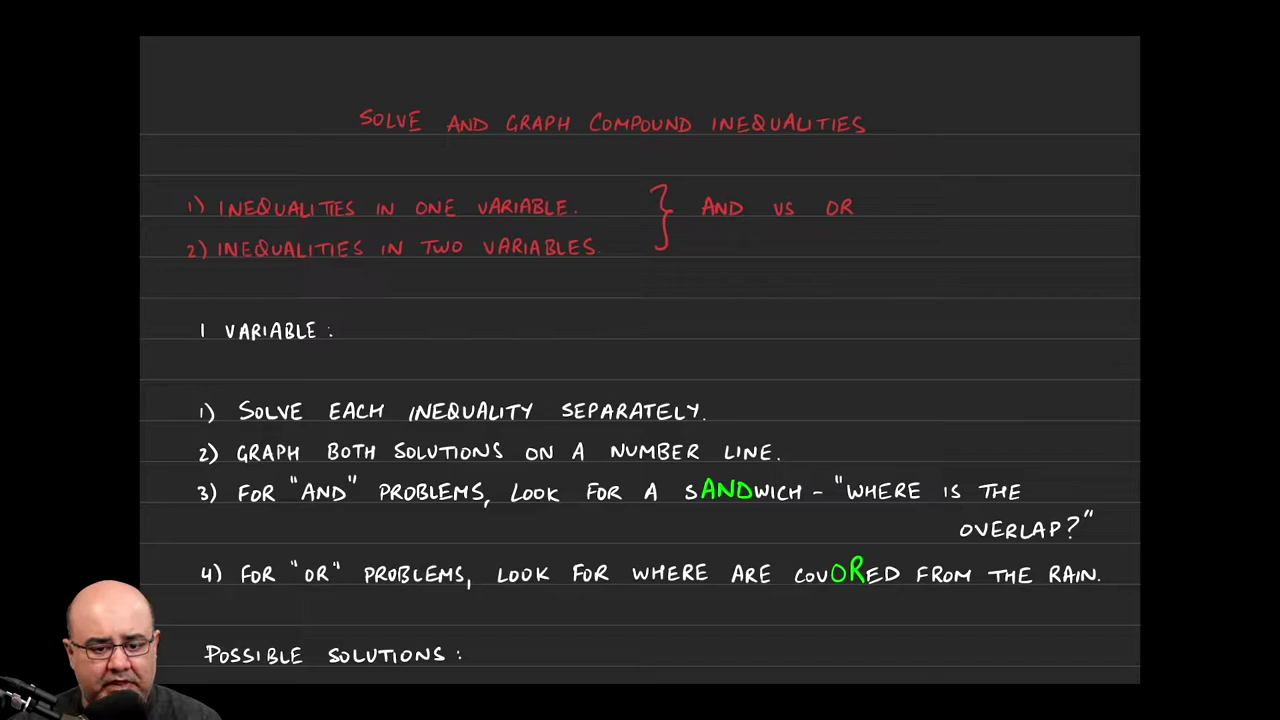 SOLVE AND GRAPH COMPOUND INEQUALITIES
1) INEQUALITIES IN ONE VARIABLE. } AND VS OR
2) INEQUALITIES IN TWO VARIABLES.
1 VARIABLE:
1) SOLVE EACH INEQUALITY SEPARATELY.
2) GRAPH BOTH SOLUTIONS ON A NUMBER LINE.
3) FOR "AND" PROBLEMS, LOOK FOR A SANDWICH - "WHERE IS THE
OVERLAP?"
4) FOR "OR" PROBLEMS, LOOK FOR WHERE ARE COVORED FROM THE RAIN.
POSSIBLE SOLUTIONS: